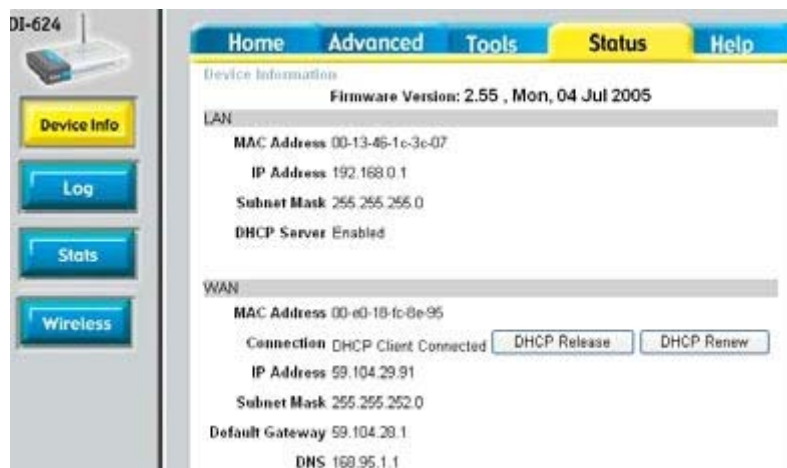 DI-624
Home Advanced Tools Status Help
Device Info
Log
Stats
Wireless
Device Information
Firmware Version: 2.55 , Mon, 04 Jul 2005
LAN
MAC Address 00-13-46-1c-3c-07
IP Address 192.168.0.1
Subnet Mask 255.255.255.0
DHCP Server Enabled
WAN
MAC Address 00-e0-18-fc-8e-95
Connection DHCP Client Connected DHCP Release DHCP Renew
IP Address 59.104.29.91
Subnet Mask 255.255.252.0
Default Gateway 59.104.28.1
DNS 168.95.1.1